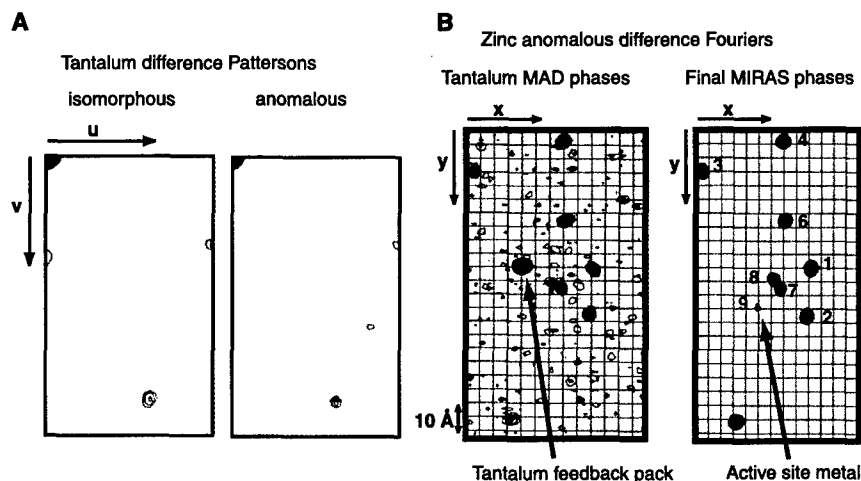 A
Tantalum difference Pattersons
isomorphous anomalous
u
v
B
Zinc anomalous difference Fouriers
Tantalum MAD phases Final MIRAS phases
x x
y y
4
3
6
1
8
7
9
2
10 Å
Tantalum feedback pack Active site metal